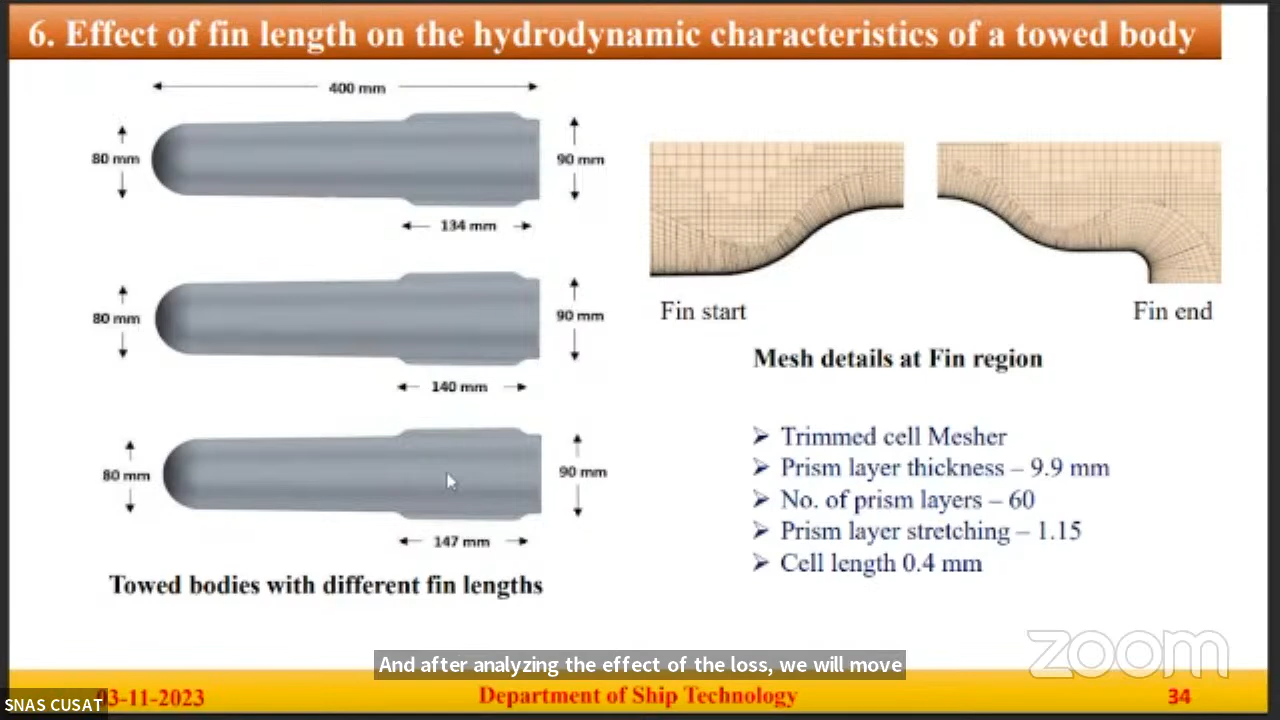 6. Effect of fin length on the hydrodynamic characteristics of a towed body
400 mm
80 mm
90 mm
134 mm
80 mm
90 mm
140 mm
80 mm
90 mm
147 mm
Towed bodies with different fin lengths
Fin start
Fin end
Mesh details at Fin region
➢ Trimmed cell Mesher
➢ Prism layer thickness – 9.9 mm
➢ No. of prism layers – 60
➢ Prism layer stretching – 1.15
➢ Cell length 0.4 mm
zoom
And after analyzing the effect of the loss, we will move
SNAS CUSAT
03-11-2023
Department of Ship Technology
34